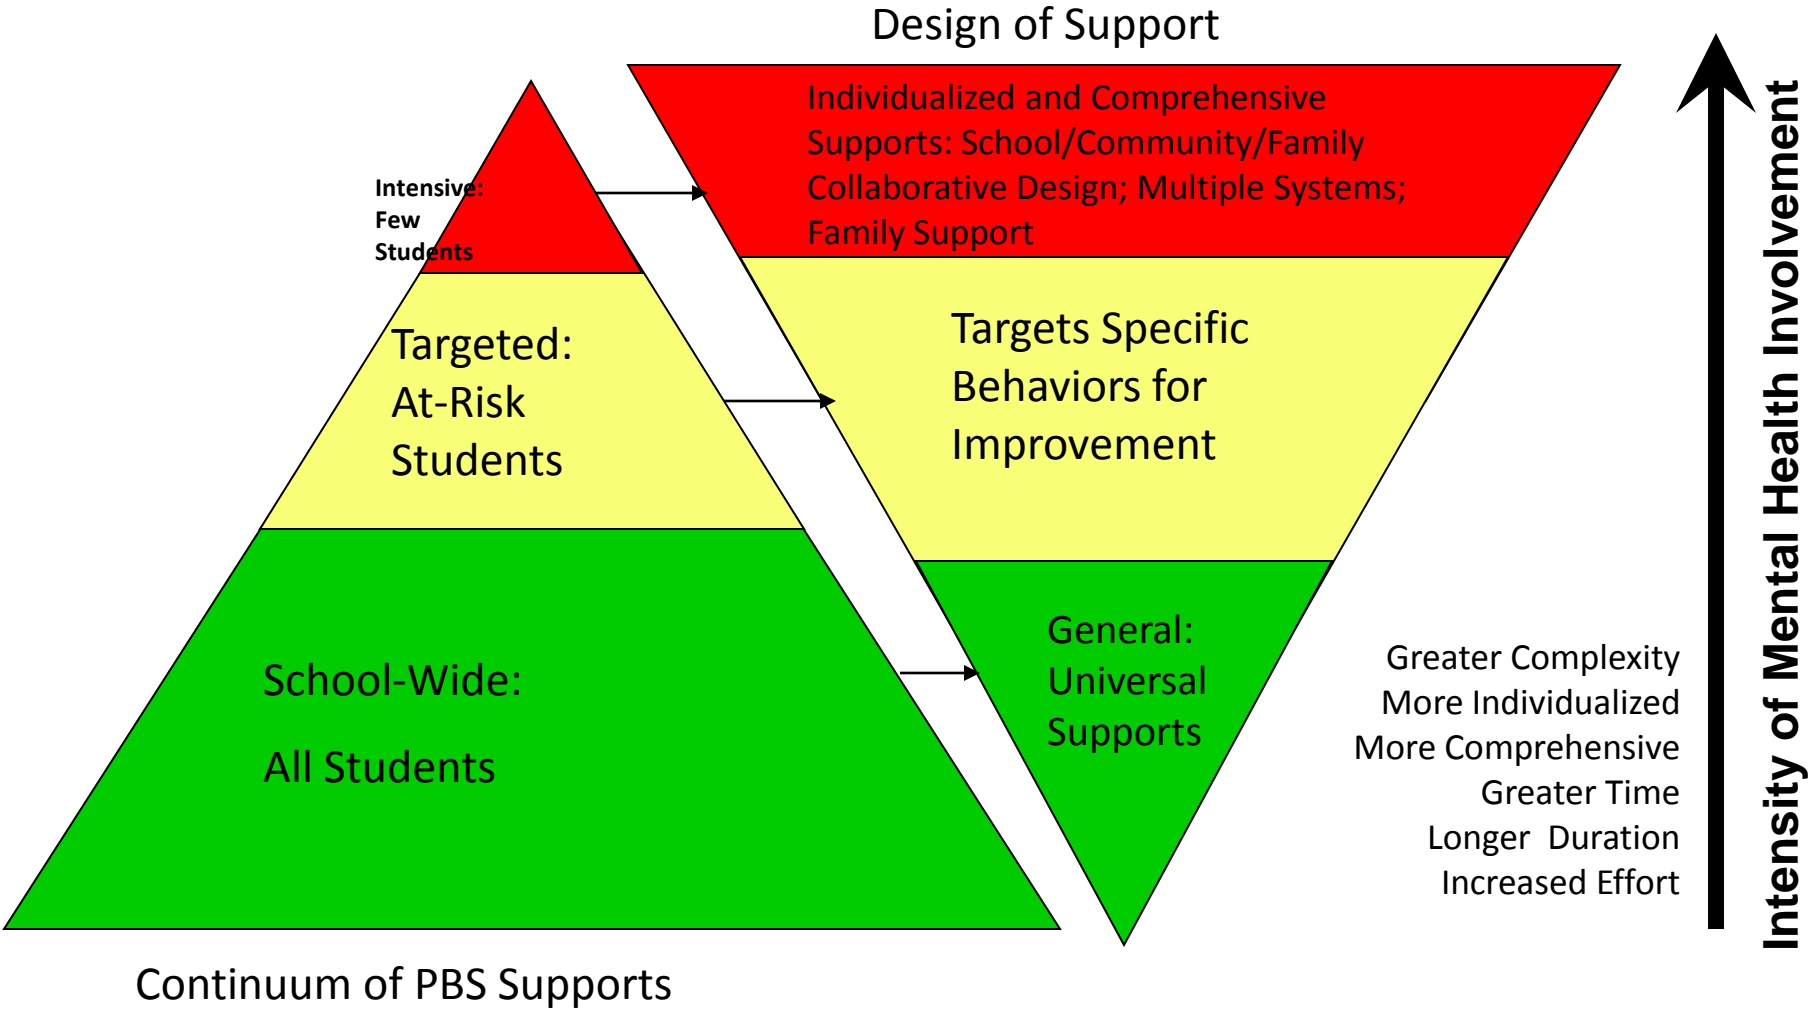 Design of Support
Individualized and Comprehensive
Supports: School/Community/Family
Collaborative Design; Multiple Systems;
Family Support
Intensive:
Few
Students
Targeted:
At-Risk
Students
Targets Specific
Behaviors for
Improvement
School-Wide:
All Students
General:
Universal
Supports
Greater Complexity
More Individualized
More Comprehensive
Greater Time
Longer  Duration
Increased Effort
Intensity of Mental Health Involvement
Continuum of PBS Supports